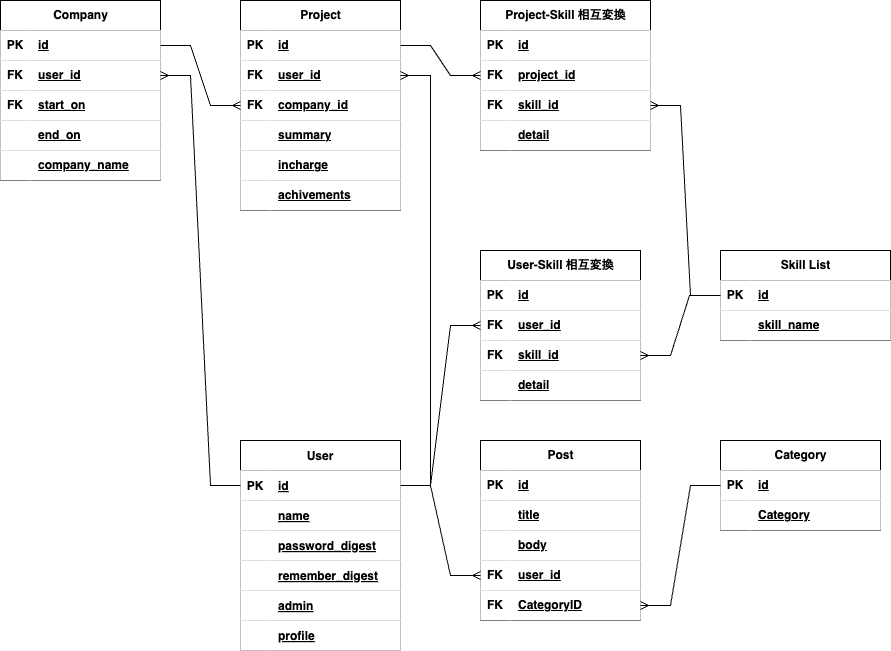 Company
PK id
FK user_id
FK start_on
end_on
company_name
Project
PK id
FK user_id
FK company_id
summary
incharge
achivements
Project-Skill 相互変換
PK id
FK project_id
FK skill_id
detail
User-Skill 相互変換
PK id
FK user_id
FK skill_id
detail
Skill List
PK id
skill_name
User
PK id
name
password_digest
remember_digest
admin
profile
Post
PK id
title
body
FK user_id
FK CategoryID
Category
PK id
Category